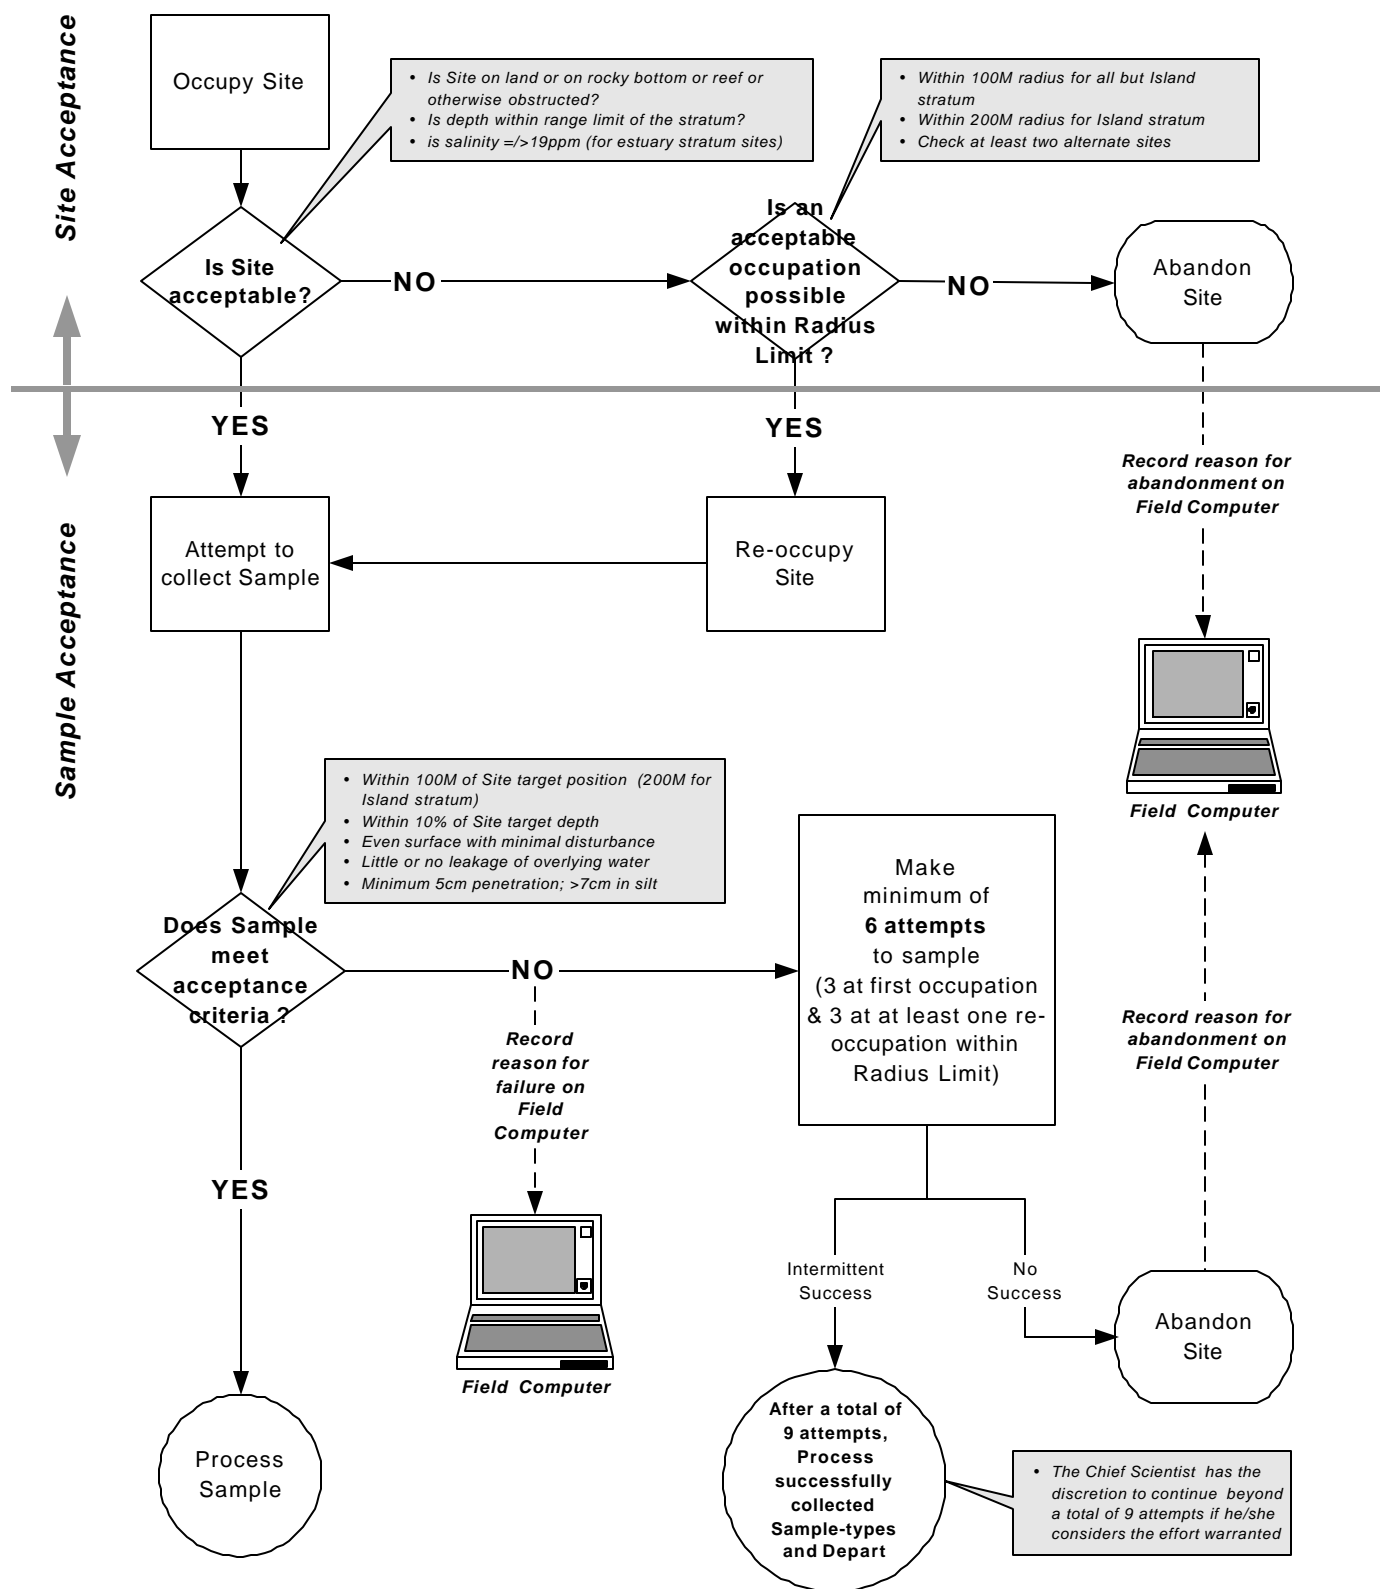 Site Acceptance
Occupy Site
• Is Site on land or on rocky bottom or reef or
otherwise obstructed?
• Is depth within range limit of the stratum?
• is salinity =/>19ppm (for estuary stratum sites)
• Within 100M radius for all but Island
stratum
• Within 200M radius for Island stratum
• Check at least two alternate sites
Is Site
acceptable?
NO
Is an
acceptable
occupation
possible
within Radius
Limit ?
NO
Abandon
Site
YES
YES
Record reason for
abandonment on
Field Computer
Sample Acceptance
Attempt to
collect Sample
Re-occupy
Site
Field Computer
• Within 100M of Site target position (200M for
Island stratum)
• Within 10% of Site target depth
• Even surface with minimal disturbance
• Little or no leakage of overlying water
• Minimum 5cm penetration; >7cm in silt
Does Sample
meet
acceptance
criteria ?
NO
Make
minimum of
6 attempts
to sample
(3 at first occupation
& 3 at at least one re-
occupation within
Radius Limit)
Record
reason for
failure on
Field
Computer
Record reason for
abandonment on
Field Computer
YES
Field Computer
Intermittent
Success
No
Success
Abandon
Site
Process
Sample
After a total of
9 attempts,
Process
successfully
collected
Sample-types
and Depart
• The Chief Scientist has the
discretion to continue beyond
a total of 9 attempts if he/she
considers the effort warranted